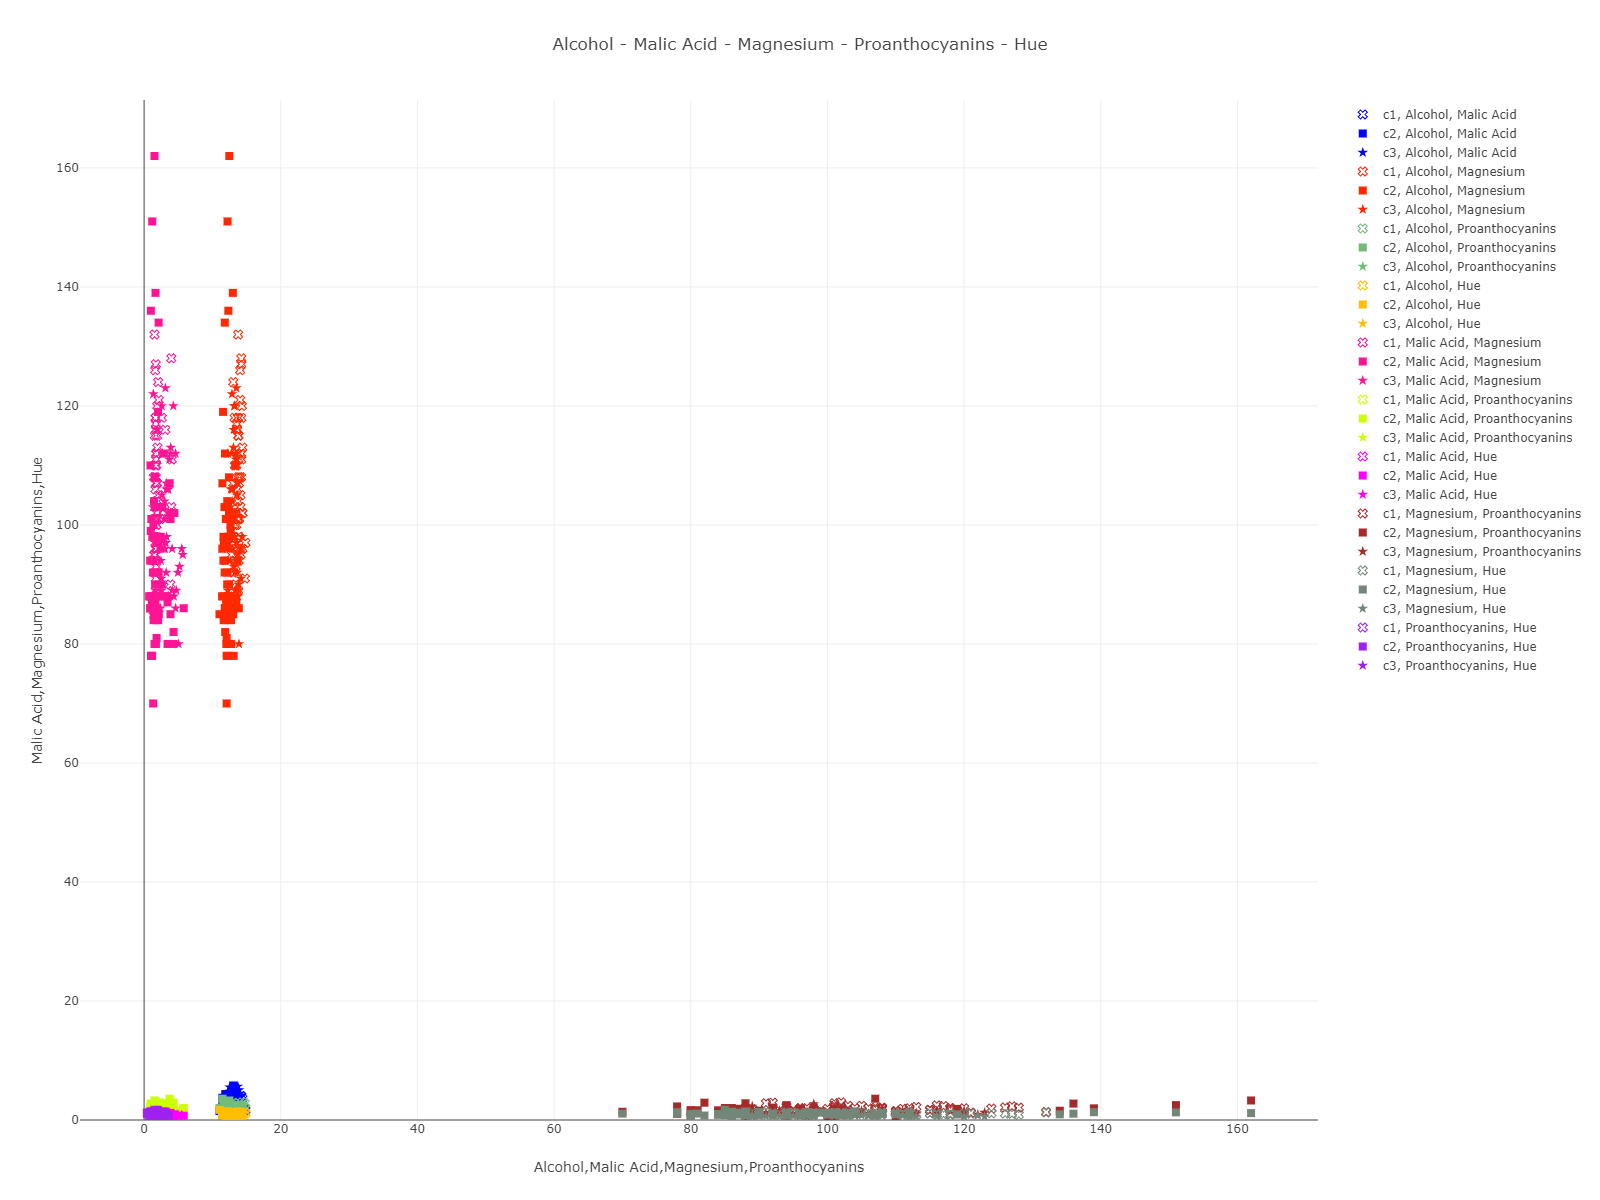 Alcohol - Malic Acid - Magnesium - Proanthocyanins - Hue
Malic Acid,Magnesium,Proanthocyanins,Hue
160
140
120
100
80
60
40
20
0
0
20
40
60
80
100
120
140
160
Alcohol,Malic Acid,Magnesium,Proanthocyanins
c1, Alcohol, Malic Acid
c2, Alcohol, Malic Acid
c3, Alcohol, Malic Acid
c1, Alcohol, Magnesium
c2, Alcohol, Magnesium
c3, Alcohol, Magnesium
c1, Alcohol, Proanthocyanins
c2, Alcohol, Proanthocyanins
c3, Alcohol, Proanthocyanins
c1, Alcohol, Hue
c2, Alcohol, Hue
c3, Alcohol, Hue
c1, Malic Acid, Magnesium
c2, Malic Acid, Magnesium
c3, Malic Acid, Magnesium
c1, Malic Acid, Proanthocyanins
c2, Malic Acid, Proanthocyanins
c3, Malic Acid, Proanthocyanins
c1, Malic Acid, Hue
c2, Malic Acid, Hue
c3, Malic Acid, Hue
c1, Magnesium, Proanthocyanins
c2, Magnesium, Proanthocyanins
c3, Magnesium, Proanthocyanins
c1, Magnesium, Hue
c2, Magnesium, Hue
c3, Magnesium, Hue
c1, Proanthocyanins, Hue
c2, Proanthocyanins, Hue
c3, Proanthocyanins, Hue